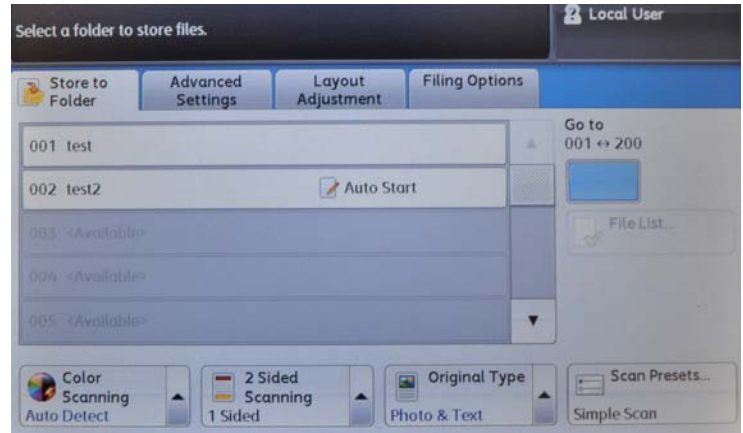 Select a folder to store files.
Local User
Store to
Folder
Advanced
Settings
Layout
Adjustment
Filing Options
001 test
002 test2 Auto Start
003 <Available>
004 <Available>
005 <Available>
Go to
001 ↔ 200
File List...
Color
Scanning
Auto Detect
2 Sided
Scanning
1 Sided
Original Type
Photo & Text
Scan Presets...
Simple Scan